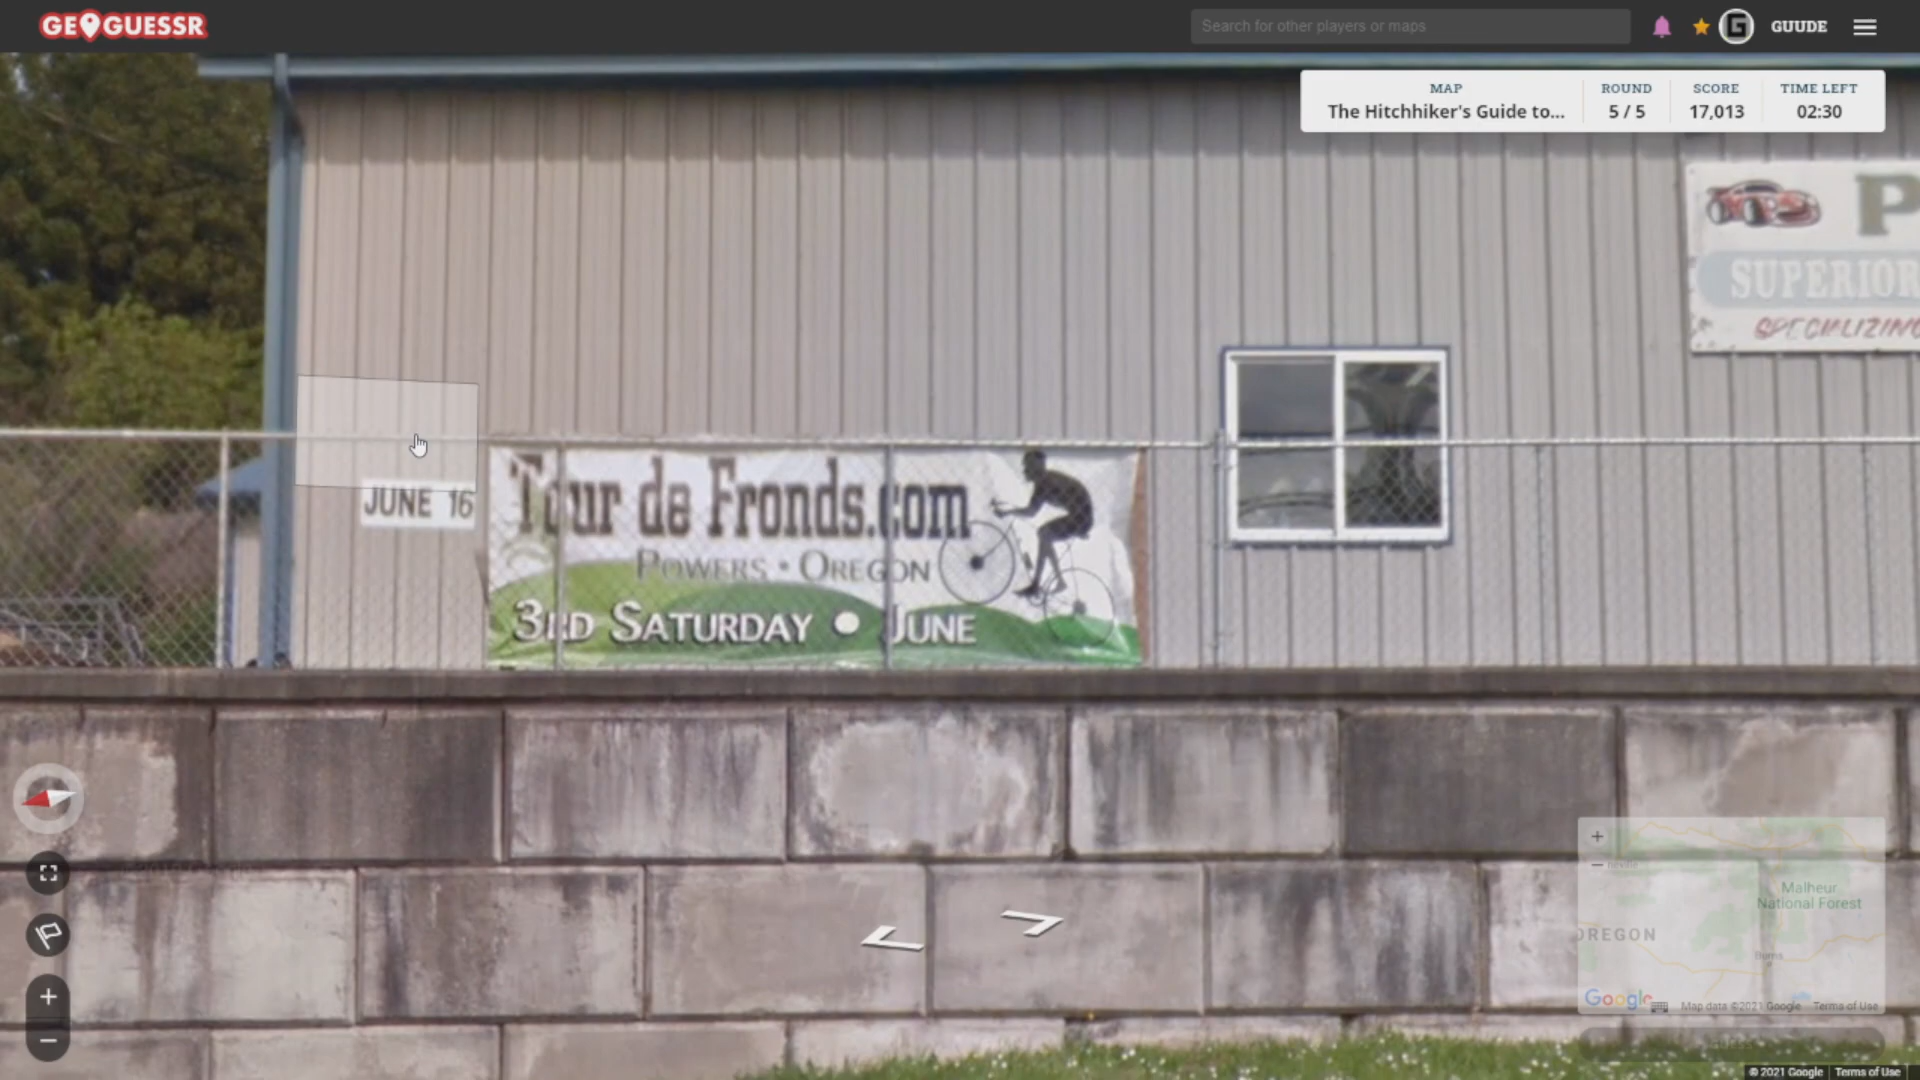 GEOGUESSR
Search for other players or maps
GUUDE
MAP
The Hitchhiker's Guide to...
ROUND
5 / 5
SCORE
17,013
TIME LEFT
02:30
P
SUPERIOR
SPECIALIZING
JUNE 16
Tour de Fronds.com
POWERS • OREGON
3RD SATURDAY • JUNE
Malheur
National Forest
OREGON
Burns
Google
Map data ©2021 Google
Terms of Use
© 2021 Google
Terms of Use